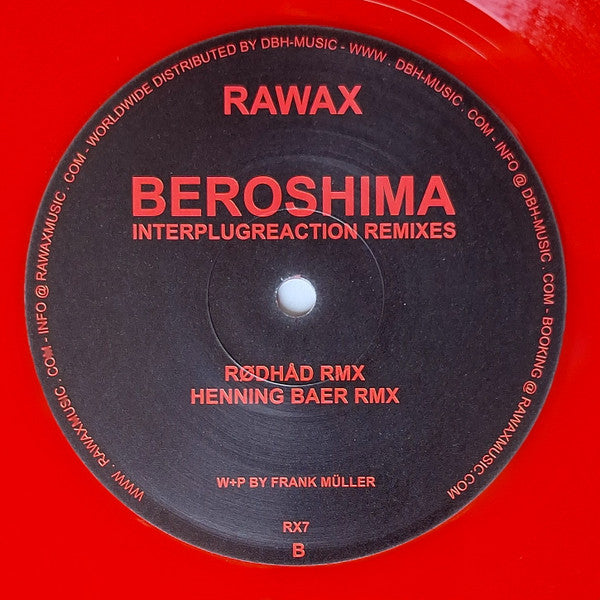 WWW . RAWAXMUSIC . COM - INFO @ RAWAXMUSIC . COM - WORLDWIDE DISTRIBUTED BY DBH-MUSIC - WWW . DBH-MUSIC . COM - INFO @ DBH-MUSIC . COM - BOOKING @ RAWAXMUSIC . COM
RAWAX
BEROSHIMA
INTERPLUGREACTION REMIXES
RØDHÅD RMX
HENNING BAER RMX
W+P BY FRANK MÜLLER
RX7
B